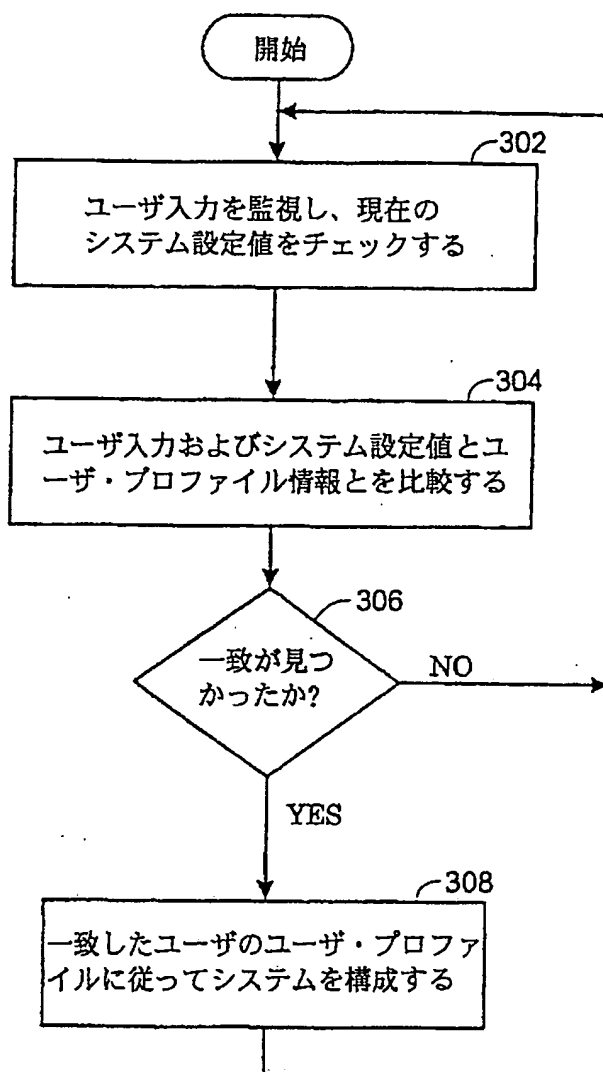 開始
302
ユーザ入力を監視し、現在の
システム設定値をチェックする
304
ユーザ入力およびシステム設定値とユ
ーザ・プロファイル情報とを比較する
306
一致が見つ
かったか?
NO
YES
308
一致したユーザのユーザ・プロファ
イルに従ってシステムを構成する